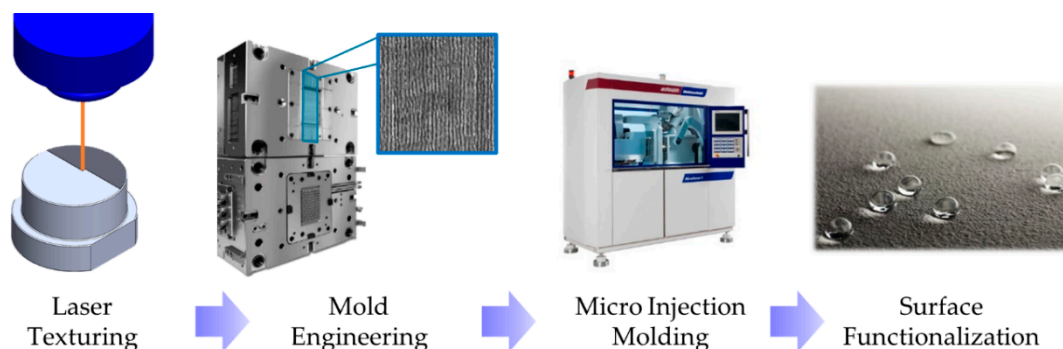 Laser
Texturing
Mold
Engineering
Micro Injection
Molding
Surface
Functionalization